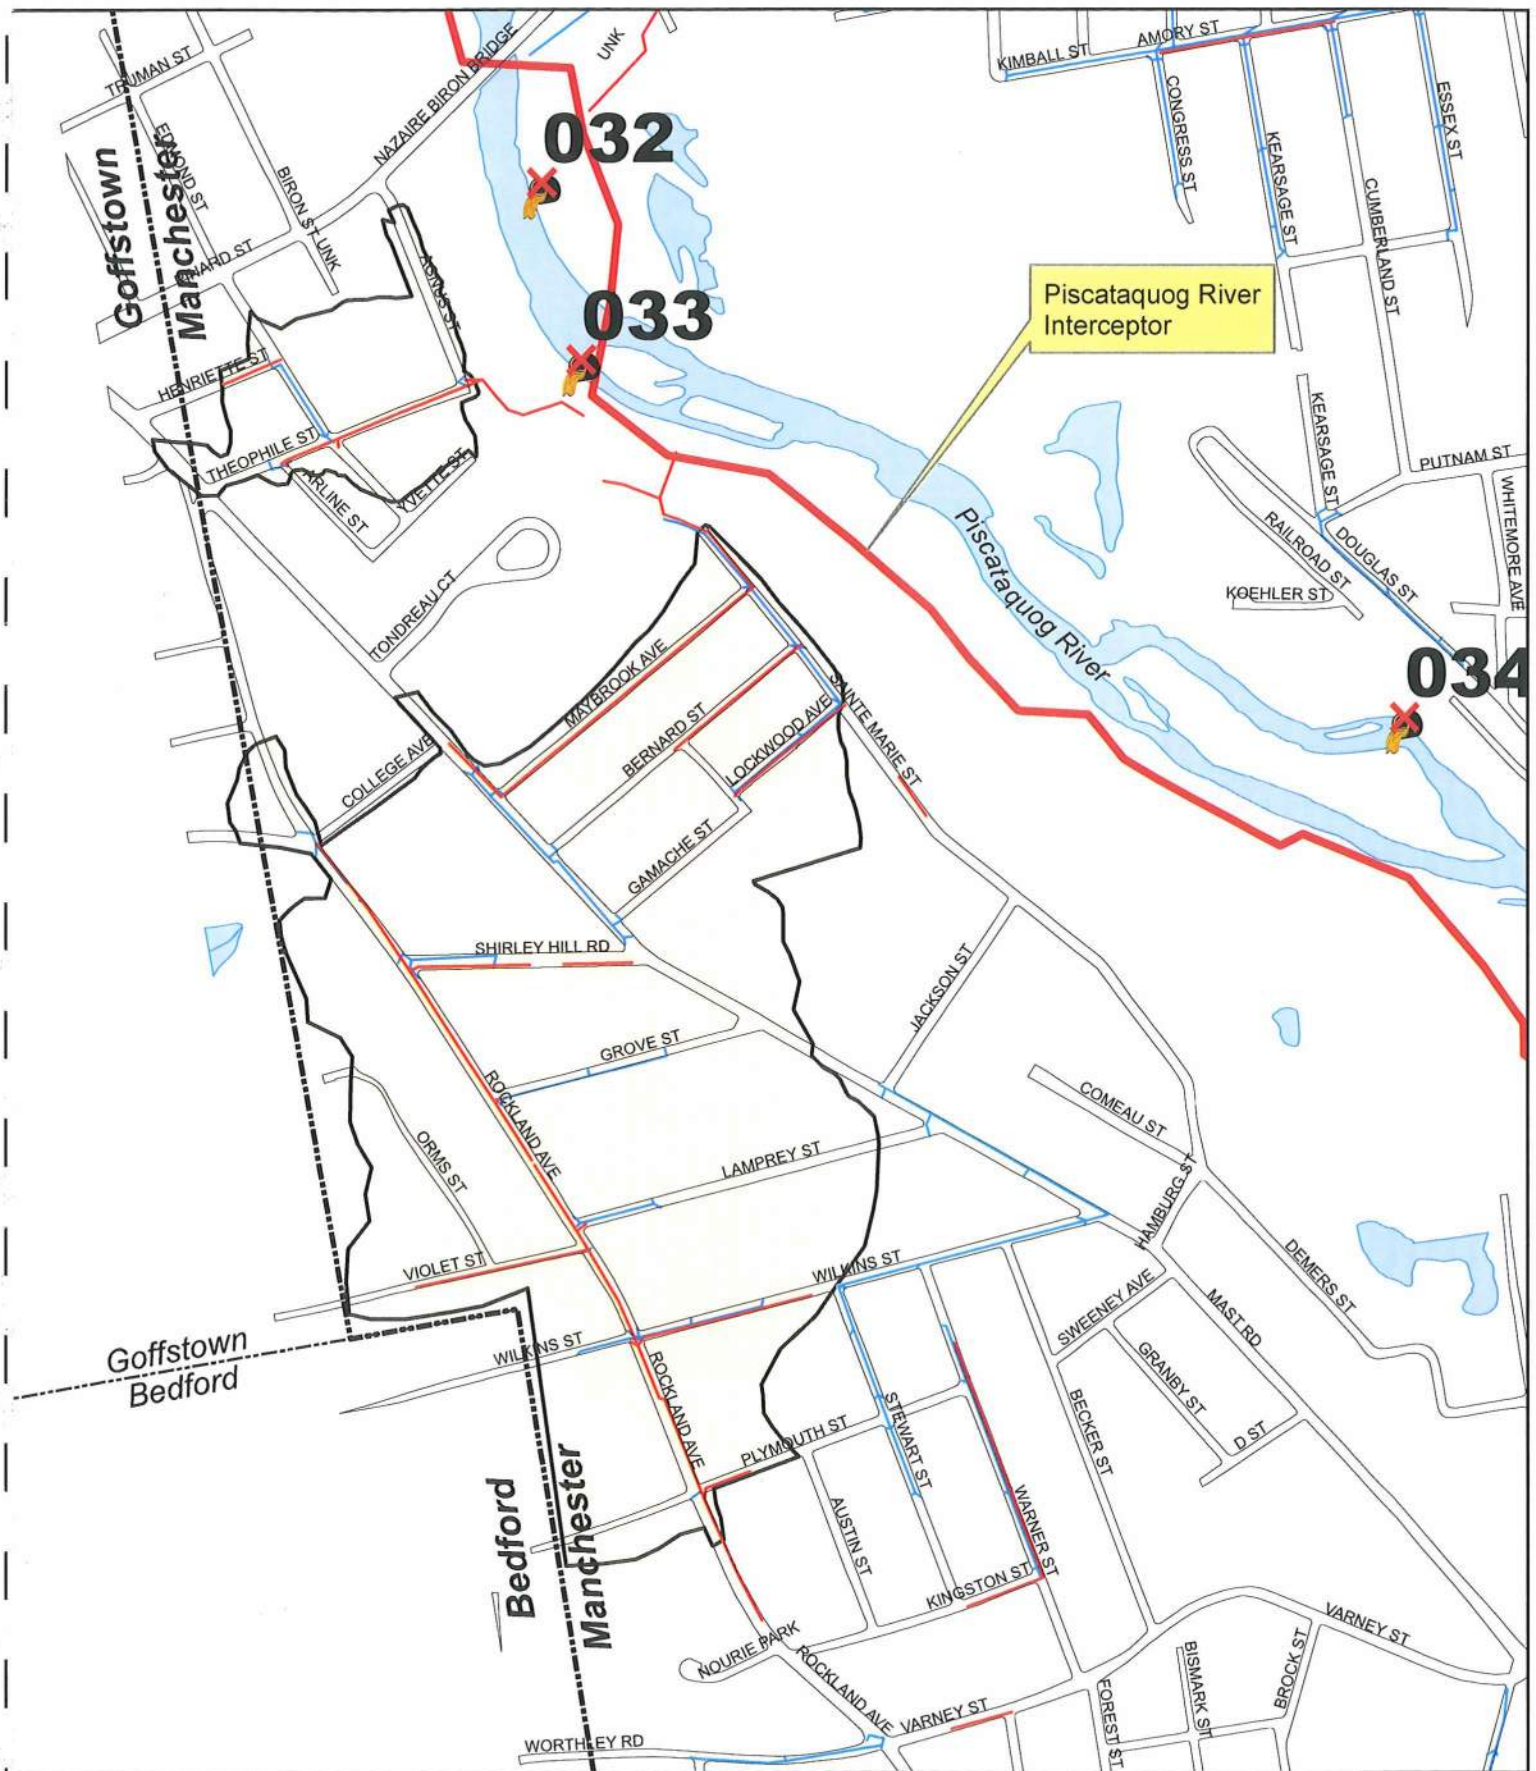 TRUMAN ST
EDMOND ST
BIRON ST
UNK
NAZAIRE BIRON BRIDGE
UNK
KIMBALL ST
AMORY ST
CONGRESS ST
KEARSAGE ST
CUMBERLAND ST
ESSEX ST
032
Goffstown
Manchester
AGNUS ST
033
Piscataquog River
Interceptor
HENRIETTE ST
THEOPHILE ST
ARLINE ST
YVETTE ST
KEARSAGE ST
PUTNAM ST
WHITEMORE AVE
RAILROAD ST
DOUGLAS ST
KOEHLER ST
Piscataquog River
034
TONDREAU CT
MAYBROOK AVE
BERNARD ST
LOCKWOOD AVE
SAINTE MARIE ST
COLLEGE AVE
GAMACHE ST
SHIRLEY HILL RD
JACKSON ST
GROVE ST
ROCKLAND AVE
COMEAU ST
ORMS ST
LAMPREY ST
HAMBURG ST
DEMERS ST
VIOLET ST
WILKINS ST
SWEENEY AVE
MAST RD
Goffstown
Bedford
WILKINS ST
ROCKLAND AVE
GRANBY ST
BECKER ST
D ST
STEWART ST
PLYMOUTH ST
Bedford
Manchester
AUSTIN ST
WARNER ST
KINGSTON ST
NOURIE PARK
ROCKLAND AVE
VARNEY ST
VARNEY ST
BISMARK ST
BROCK ST
FOREST ST
WORTHLEY RD